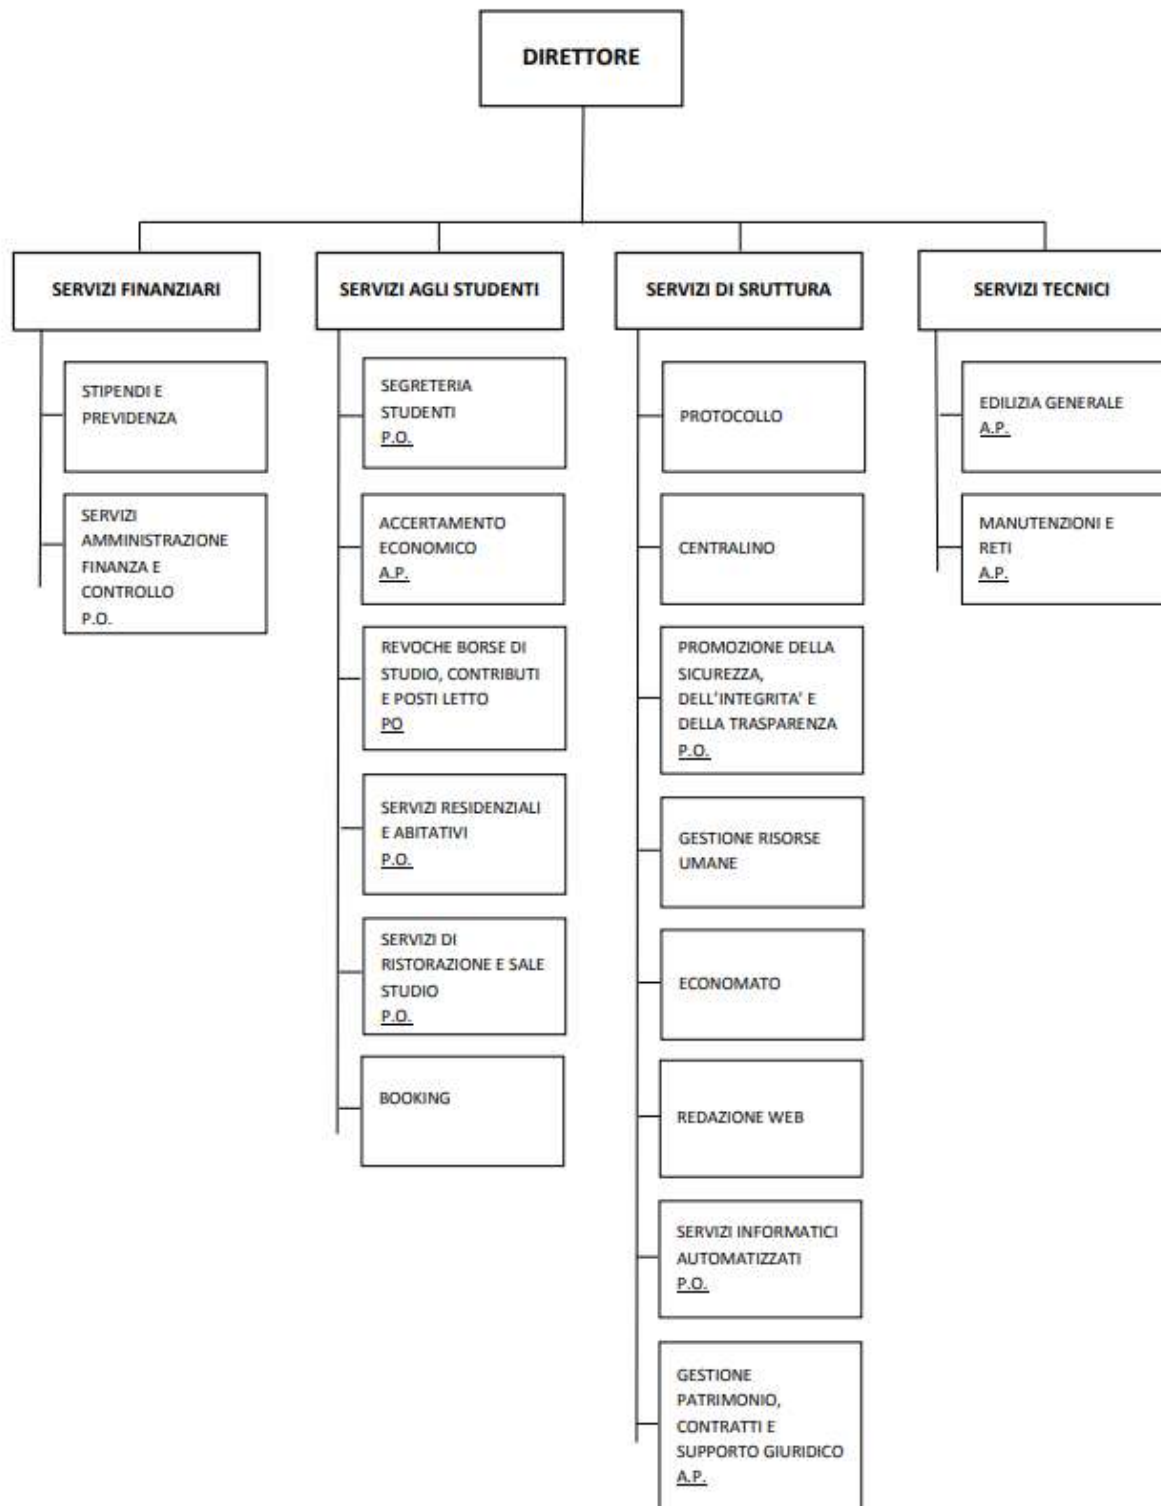 DIRETTORE
SERVIZI FINANZIARI
STIPENDI E
PREVIDENZA
SERVIZI
AMMINISTRAZIONE
FINANZA E
CONTROLLO
P.O.
SERVIZI AGLI STUDENTI
SEGRETERIA
STUDENTI
P.O.
ACCERTAMENTO
ECONOMICO
A.P.
REVOCHE BORSE DI
STUDIO, CONTRIBUTI
E POSTI LETTO
PO
SERVIZI RESIDENZIALI
E ABITATIVI
P.O.
SERVIZI DI
RISTORAZIONE E SALE
STUDIO
P.O.
BOOKING
SERVIZI DI SRUTTURA
PROTOCOLLO
CENTRALINO
PROMOZIONE DELLA
SICUREZZA,
DELL'INTEGRITA' E
DELLA TRASPARENZA
P.O.
GESTIONE RISORSE
UMANE
ECONOMATO
REDAZIONE WEB
SERVIZI INFORMATICI
AUTOMATIZZATI
P.O.
GESTIONE
PATRIMONIO,
CONTRATTI E
SUPPORTO GIURIDICO
A.P.
SERVIZI TECNICI
EDILIZIA GENERALE
A.P.
MANUTENZIONI E
RETI
A.P.